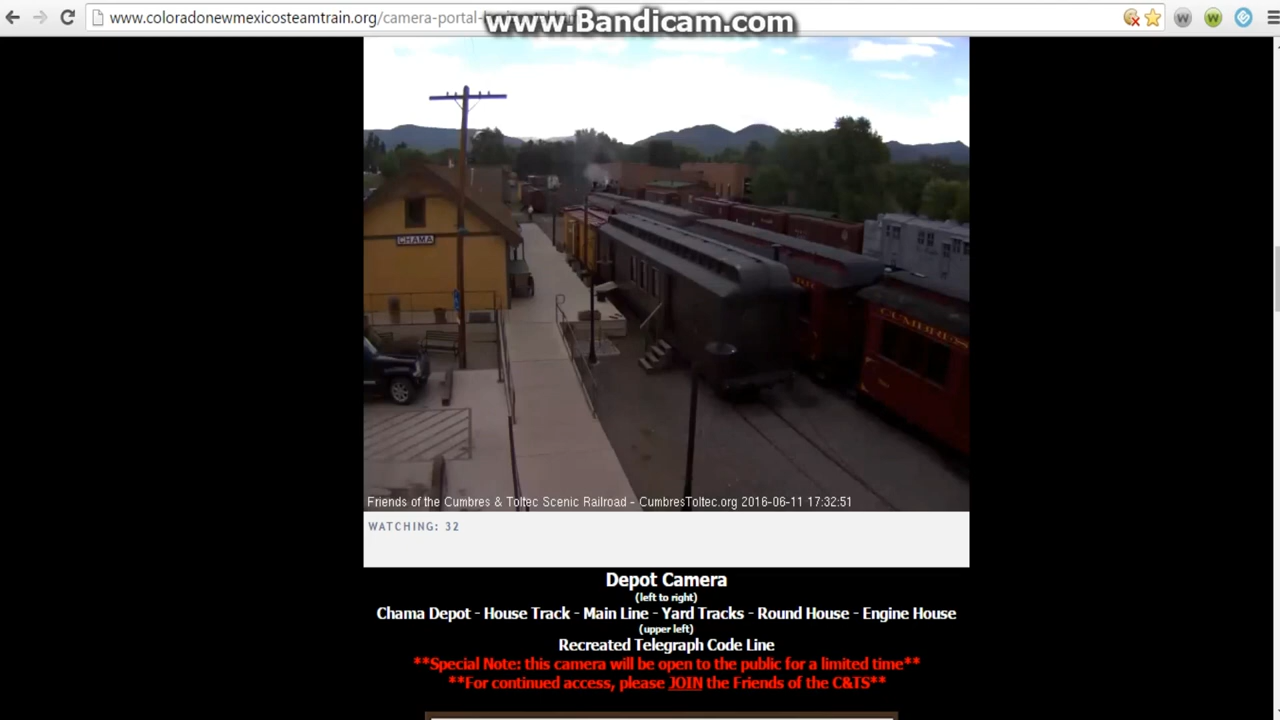 www.coloradonewmexicosteamtrain.org/camera-portal-
www.Bandicam.com
CHAMA
CUMBRES
Friends of the Cumbres & Toltec Scenic Railroad - CumbresToltec.org 2016-06-11 17:32:51
WATCHING: 32
Depot Camera
(left to right)
Chama Depot - House Track - Main Line - Yard Tracks - Round House - Engine House
(upper left)
Recreated Telegraph Code Line
**Special Note: this camera will be open to the public for a limited time**
**For continued access, please JOIN the Friends of the C&TS**